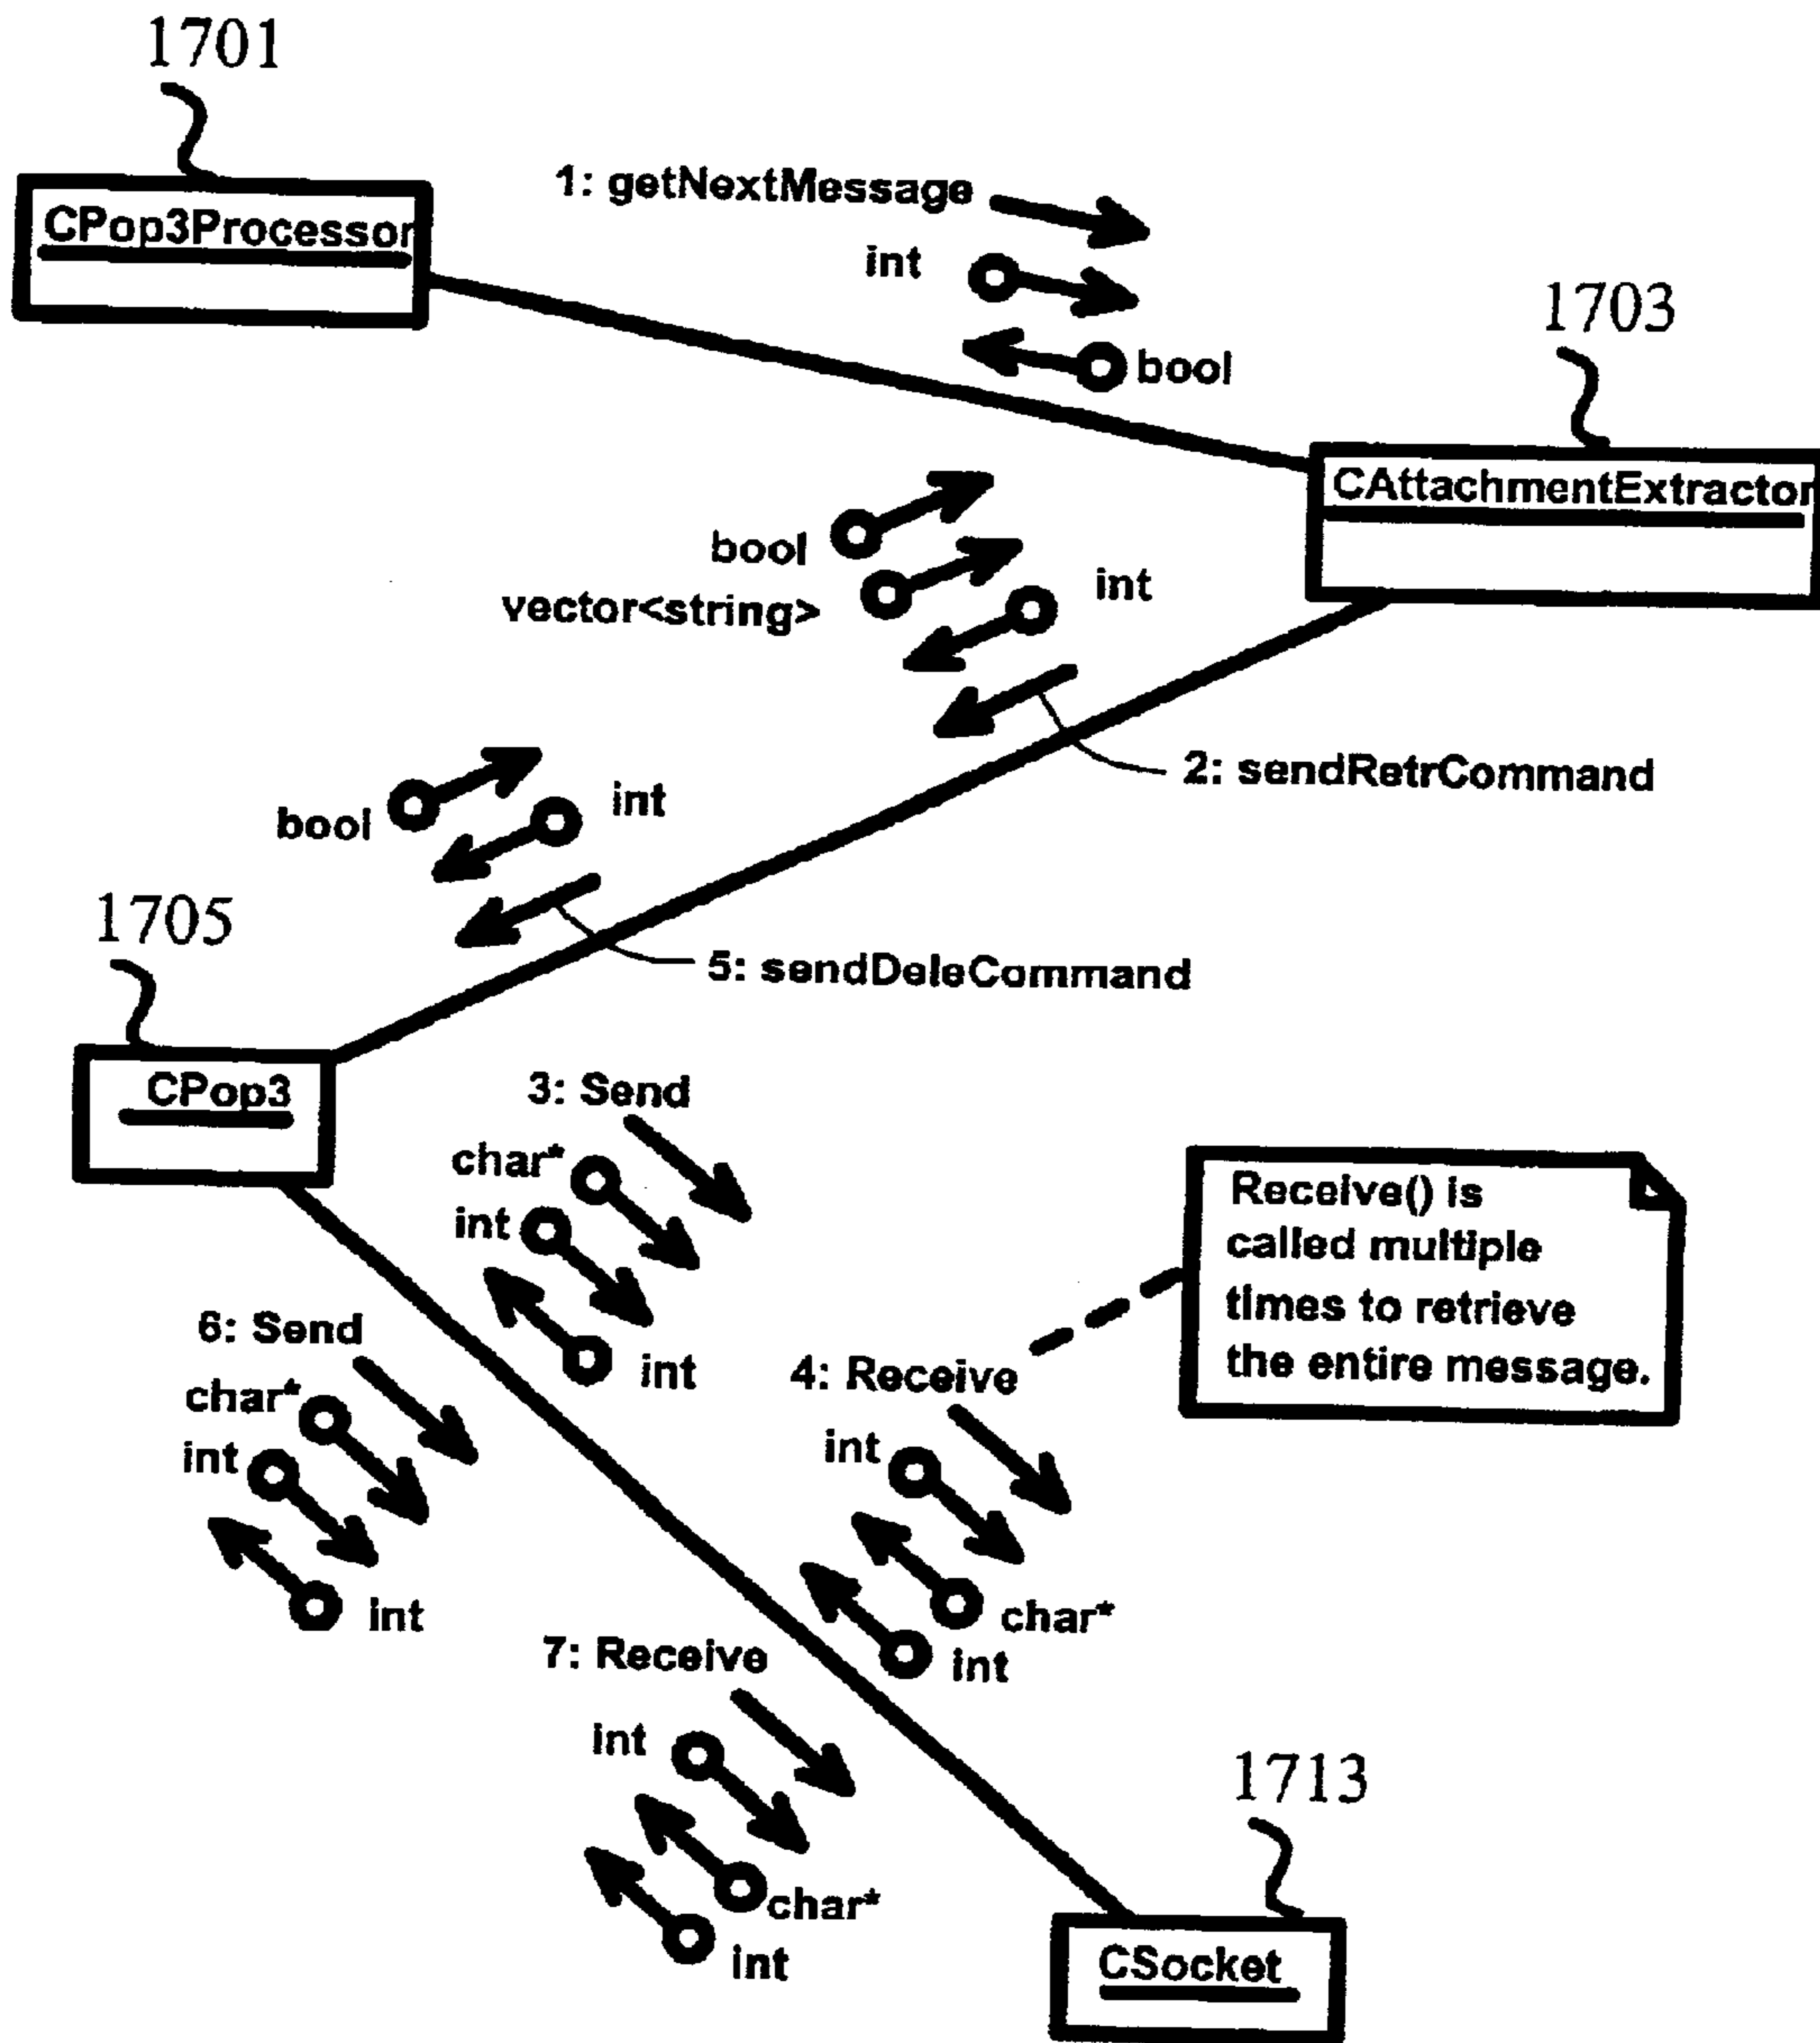 1701
CPop3Processor
1: getNextMessage
int
bool
1703
CAttachmentExtractor
bool
vector<string>
int
2: sendRetrCommand
bool
int
5: sendDeleCommand
1705
CPop3
3: Send
char*
int
int
Receive() is
called multiple
times to retrieve
the entire message.
6: Send
char*
int
int
4: Receive
int
char*
int
7: Receive
int
char*
int
1713
CSocket